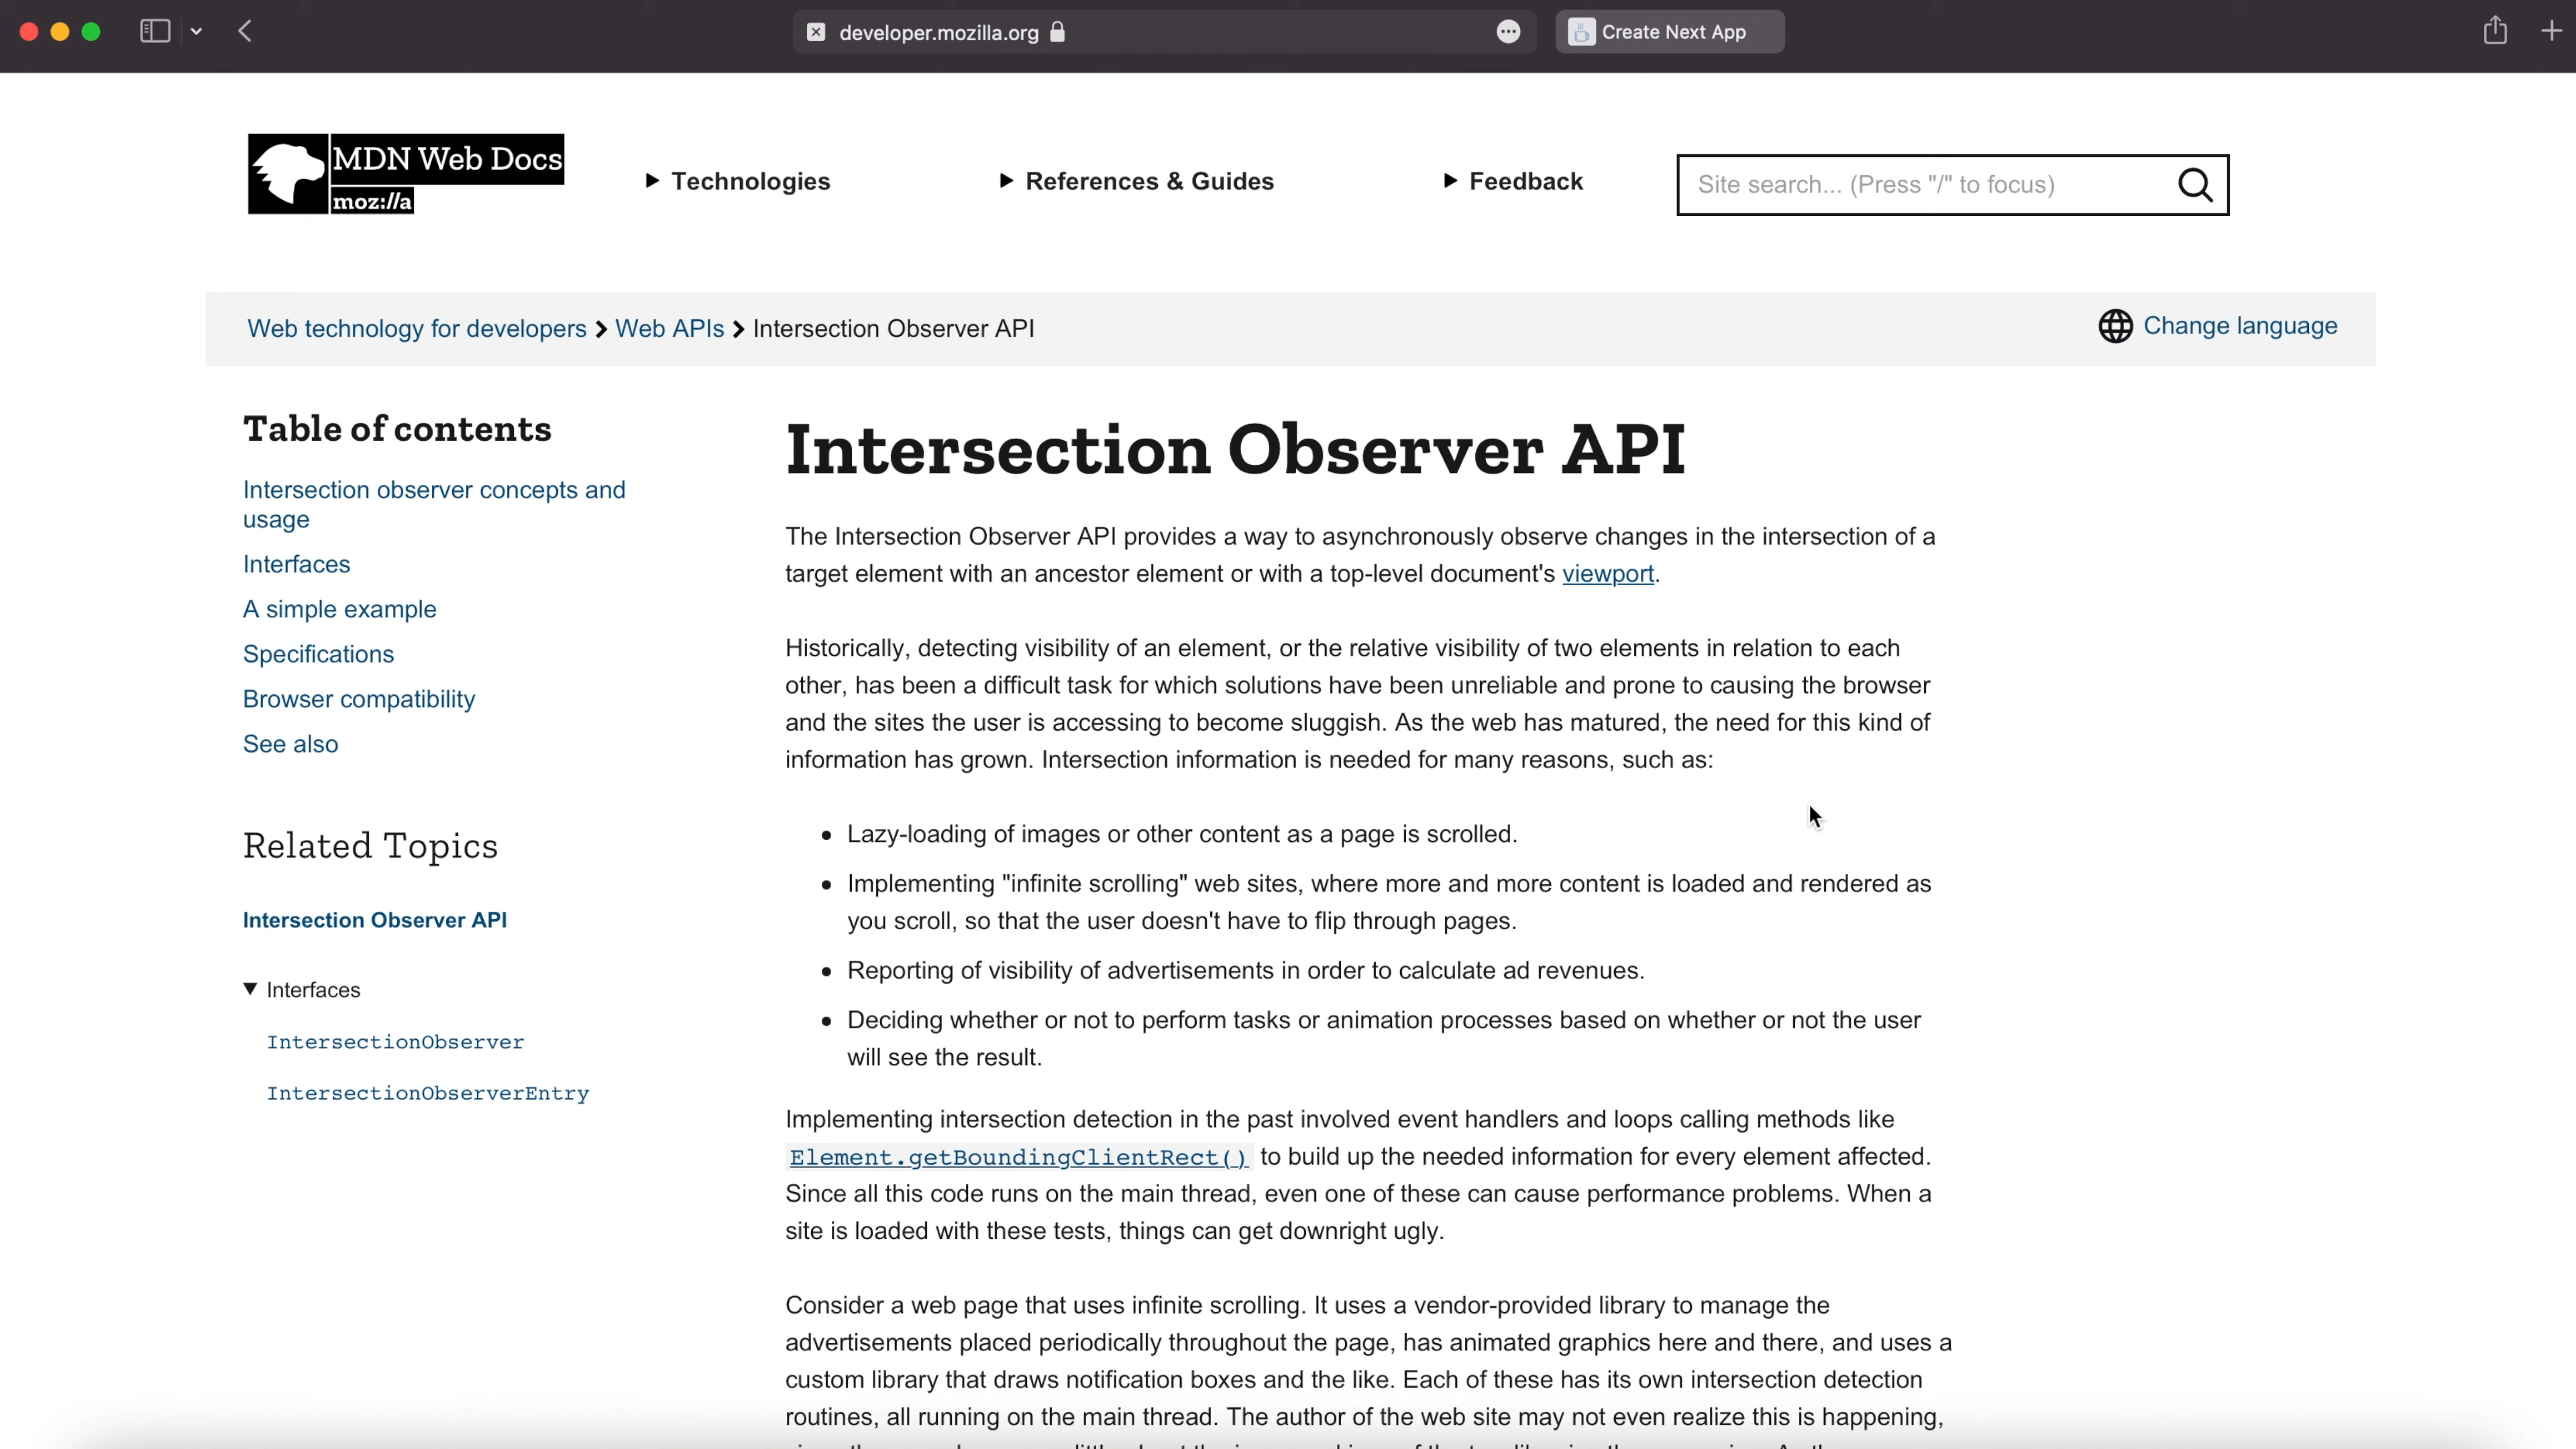 developer.mozilla.org
Create Next App
MDN Web Docs
moz://a
Technologies
References & Guides
Feedback
Site search... (Press "/" to focus)
Web technology for developers Web APIs Intersection Observer API
Change language
Table of contents
Intersection observer concepts and
usage
Interfaces
A simple example
Specifications
Browser compatibility
See also
Related Topics
Intersection Observer API
Interfaces
IntersectionObserver
IntersectionObserverEntry
Intersection Observer API
The Intersection Observer API provides a way to asynchronously observe changes in the intersection of a
target element with an ancestor element or with a top-level document's viewport.
Historically, detecting visibility of an element, or the relative visibility of two elements in relation to each
other, has been a difficult task for which solutions have been unreliable and prone to causing the browser
and the sites the user is accessing to become sluggish. As the web has matured, the need for this kind of
information has grown. Intersection information is needed for many reasons, such as:
Lazy-loading of images or other content as a page is scrolled.
Implementing "infinite scrolling" web sites, where more and more content is loaded and rendered as
you scroll, so that the user doesn't have to flip through pages.
Reporting of visibility of advertisements in order to calculate ad revenues.
Deciding whether or not to perform tasks or animation processes based on whether or not the user
will see the result.
Implementing intersection detection in the past involved event handlers and loops calling methods like
Element.getBoundingClientRect() to build up the needed information for every element affected.
Since all this code runs on the main thread, even one of these can cause performance problems. When a
site is loaded with these tests, things can get downright ugly.
Consider a web page that uses infinite scrolling. It uses a vendor-provided library to manage the
advertisements placed periodically throughout the page, has animated graphics here and there, and uses a
custom library that draws notification boxes and the like. Each of these has its own intersection detection
routines, all running on the main thread. The author of the web site may not even realize this is happening,